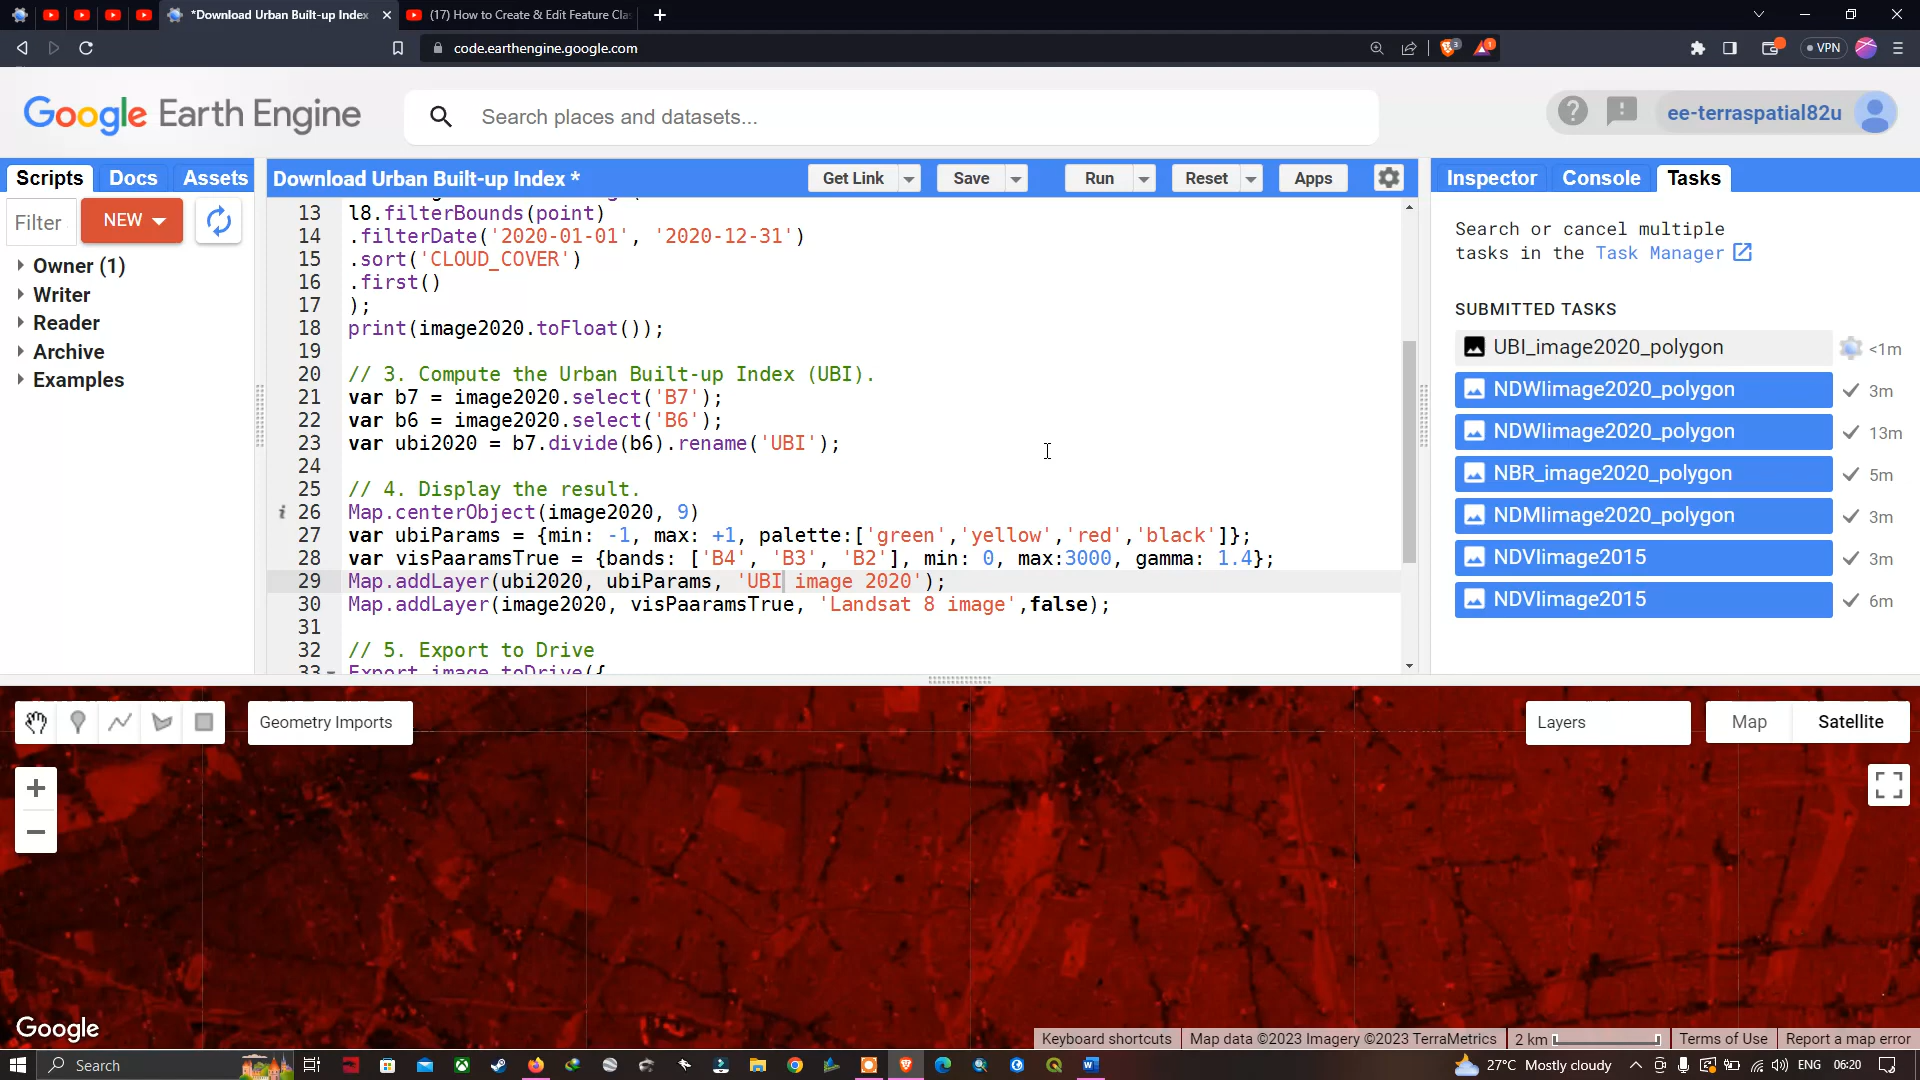 *Download Urban Built-up Index
(17) How to Create & Edit Feature Clas
code.earthengine.google.com
VPN
Google Earth Engine
Search places and datasets...
ee-terraspatial82u
Scripts Docs Assets
Filter
NEW
Owner (1)
Writer
Reader
Archive
Examples
Download Urban Built-up Index *
Get Link
Save
Run
Reset
Apps
13 l8.filterBounds(point)
14 .filterDate('2020-01-01', '2020-12-31')
15 .sort('CLOUD_COVER')
16 .first()
17 );
18 print(image2020.toFloat());
19
20 // 3. Compute the Urban Built-up Index (UBI).
21 var b7 = image2020.select('B7');
22 var b6 = image2020.select('B6');
23 var ubi2020 = b7.divide(b6).rename('UBI');
24
25 // 4. Display the result.
i 26 Map.centerObject(image2020, 9)
27 var ubiParams = {min: -1, max: +1, palette:['green','yellow','red','black']};
28 var visPaaramsTrue = {bands: ['B4', 'B3', 'B2'], min: 0, max:3000, gamma: 1.4};
29 Map.addLayer(ubi2020, ubiParams, 'UBI image 2020');
30 Map.addLayer(image2020, visPaaramsTrue, 'Landsat 8 image',false);
31
32 // 5. Export to Drive
33 Export.image.toDrive({
Inspector Console Tasks
Search or cancel multiple
tasks in the Task Manager
SUBMITTED TASKS
UBI_image2020_polygon <1m
NDWIimage2020_polygon 3m
NDWIimage2020_polygon 13m
NBR_image2020_polygon 5m
NDMIimage2020_polygon 3m
NDVIimage2015 3m
NDVIimage2015 6m
Geometry Imports
Layers
Map
Satellite
Google
Keyboard shortcuts
Map data ©2023 Imagery ©2023 TerraMetrics
2 km
Terms of Use
Report a map error
Search
27°C Mostly cloudy
ENG
06:20